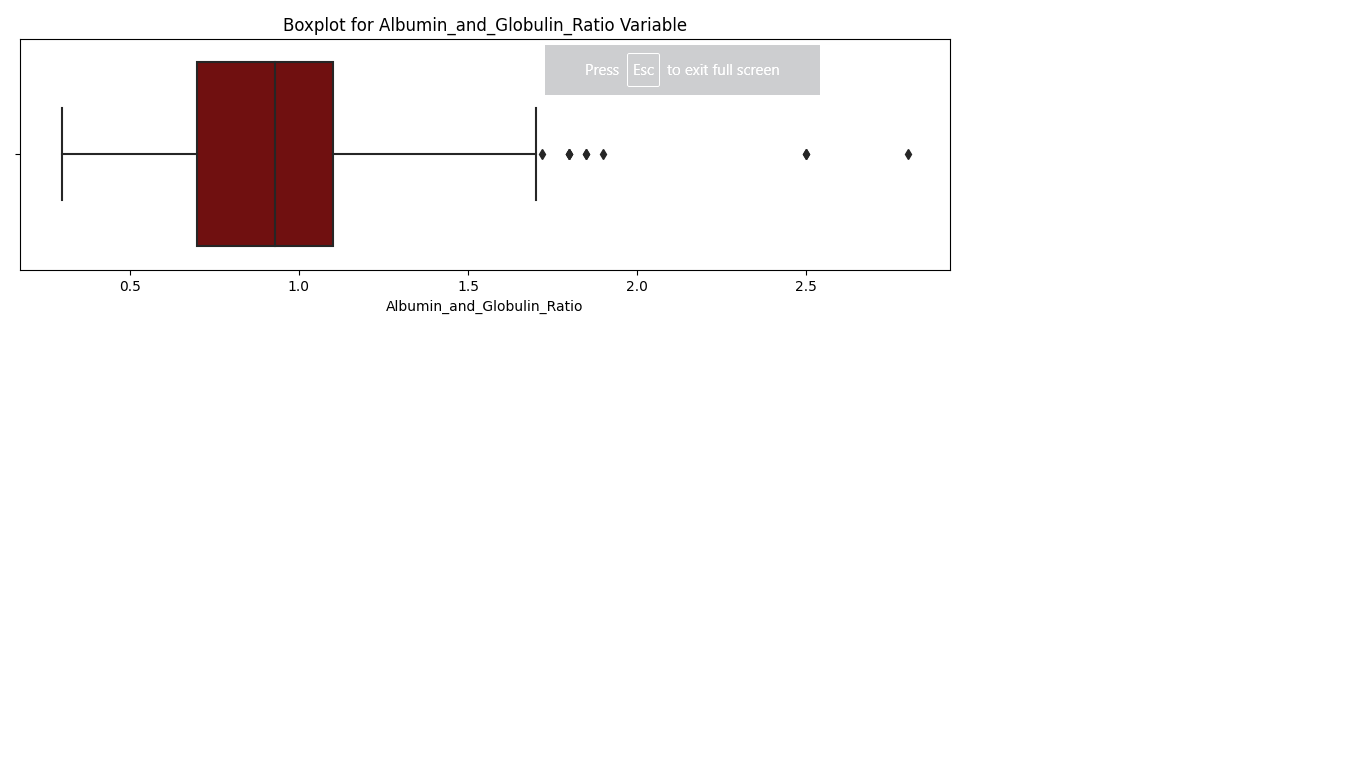 Boxplot for Albumin_and_Globulin_Ratio Variable
Press Esc to exit full screen
0.5 1.0 1.5 2.0 2.5
Albumin_and_Globulin_Ratio